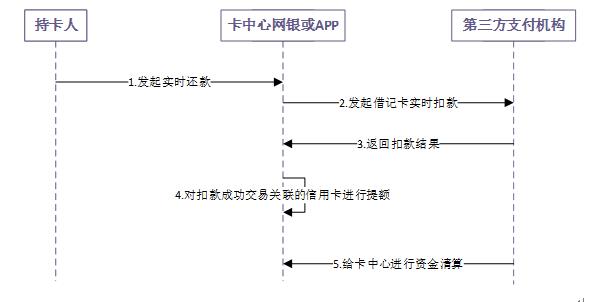 持卡人
卡中心网银或APP
第三方支付机构
1.发起实时还款
2.发起借记卡实时扣款
3.返回扣款结果
4.对扣款成功交易关联的信用卡进行提额
5.给卡中心进行资金清算